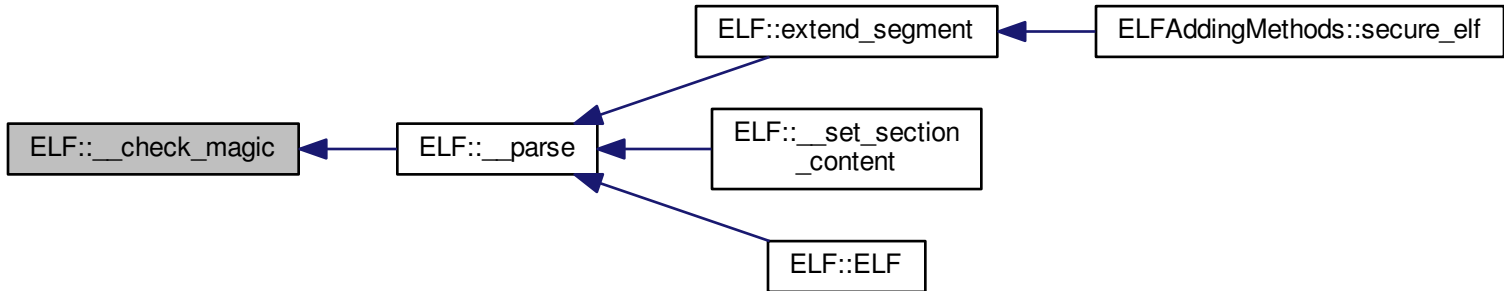 ELF::extend_segment
ELFAddingMethods::secure_elf
ELF::__check_magic
ELF::__parse
ELF::__set_section
_content
ELF::ELF